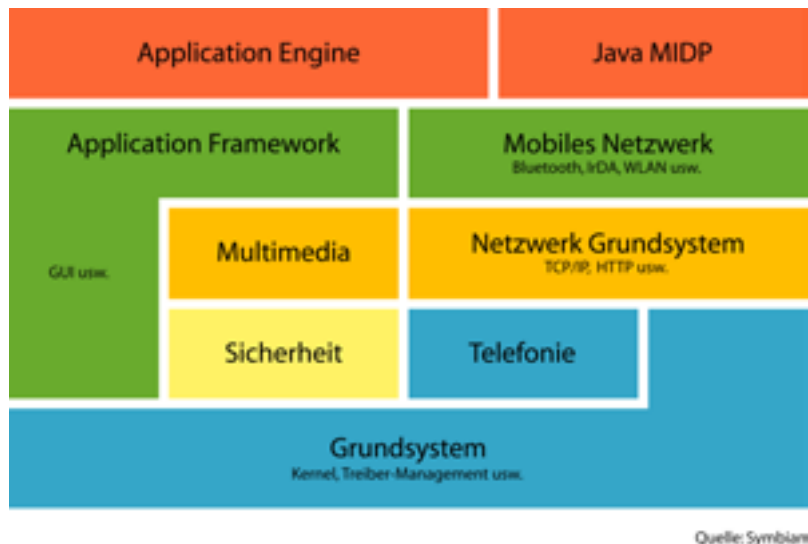 Application Engine
Java MIDP
Application Framework
Mobiles Netzwerk
Bluetooth, IrDA, WLAN usw.
Multimedia
Netzwerk Grundsystem
GUI usw.
TCP/IP, HTTP usw.
Sicherheit
Telefonie
Grundsystem
Kernel, Treiber-Management usw.
Quelle: Symbian